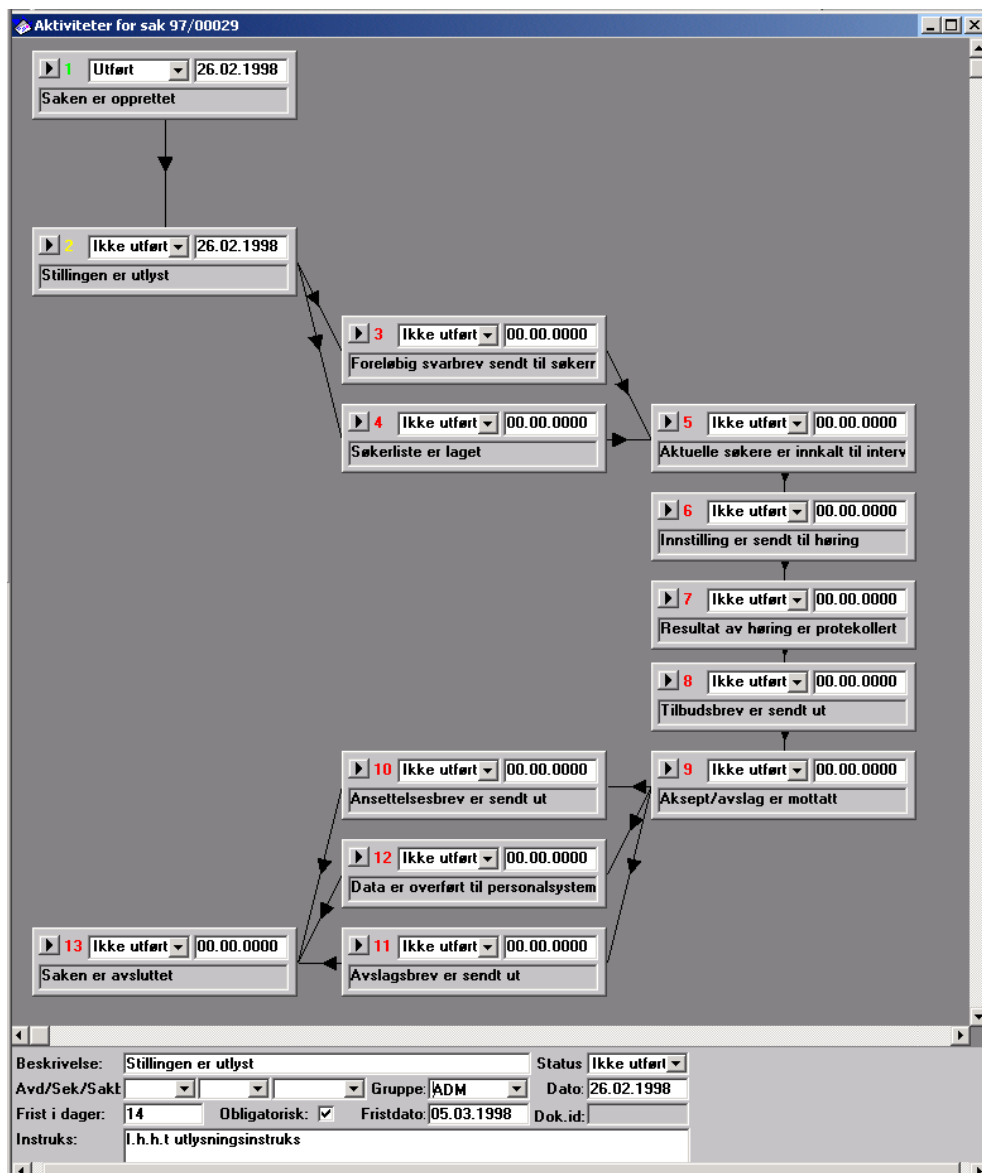 Aktiviteter for sak 97/00029
1 Utført 26.02.1998
Saken er opprettet
2 Ikke utført 26.02.1998
Stillingen er utlyst
3 Ikke utført 00.00.0000
Foreløbig svarbrev sendt til søkerr
4 Ikke utført 00.00.0000
Søkerliste er laget
5 Ikke utført 00.00.0000
Aktuelle søkere er innkalt til interv
6 Ikke utført 00.00.0000
Innstilling er sendt til høring
7 Ikke utført 00.00.0000
Resultat av høring er protekollert
8 Ikke utført 00.00.0000
Tilbudsbrev er sendt ut
9 Ikke utført 00.00.0000
Aksept/avslag er mottatt
10 Ikke utført 00.00.0000
Ansettelsesbrev er sendt ut
12 Ikke utført 00.00.0000
Data er overført til personalsystem
11 Ikke utført 00.00.0000
Avslagsbrev er sendt ut
13 Ikke utført 00.00.0000
Saken er avsluttet
Beskrivelse: Stillingen er utlyst Status Ikke utført
Avd/Sek/Sakt Gruppe: ADM Dato: 26.02.1998
Frist i dager: 14 Obligatorisk: Fristdato: 05.03.1998 Dok.id:
Instruks: I.h.h.t utlysningsinstruks